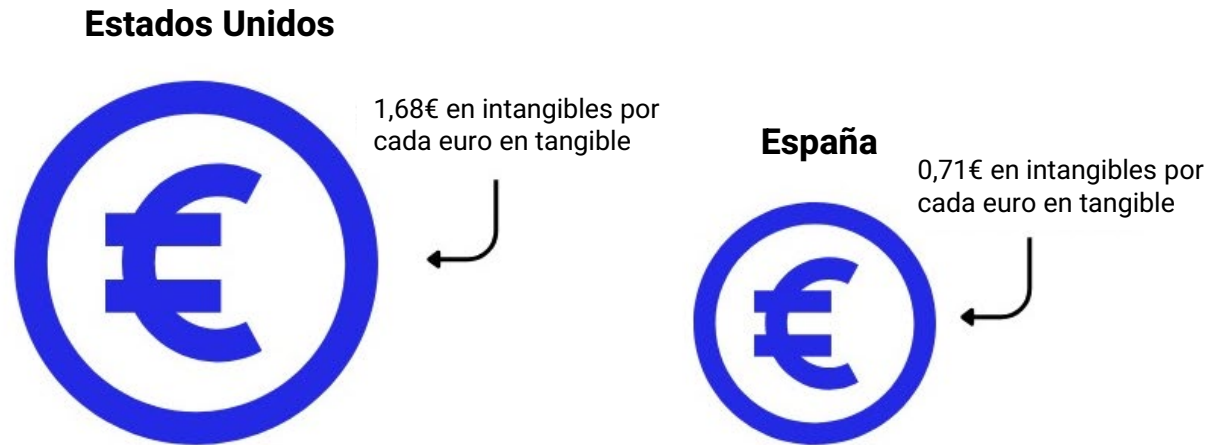 Estados Unidos
1,68€ en intangibles por
cada euro en tangible
€
España
0,71€ en intangibles por
cada euro en tangible
€